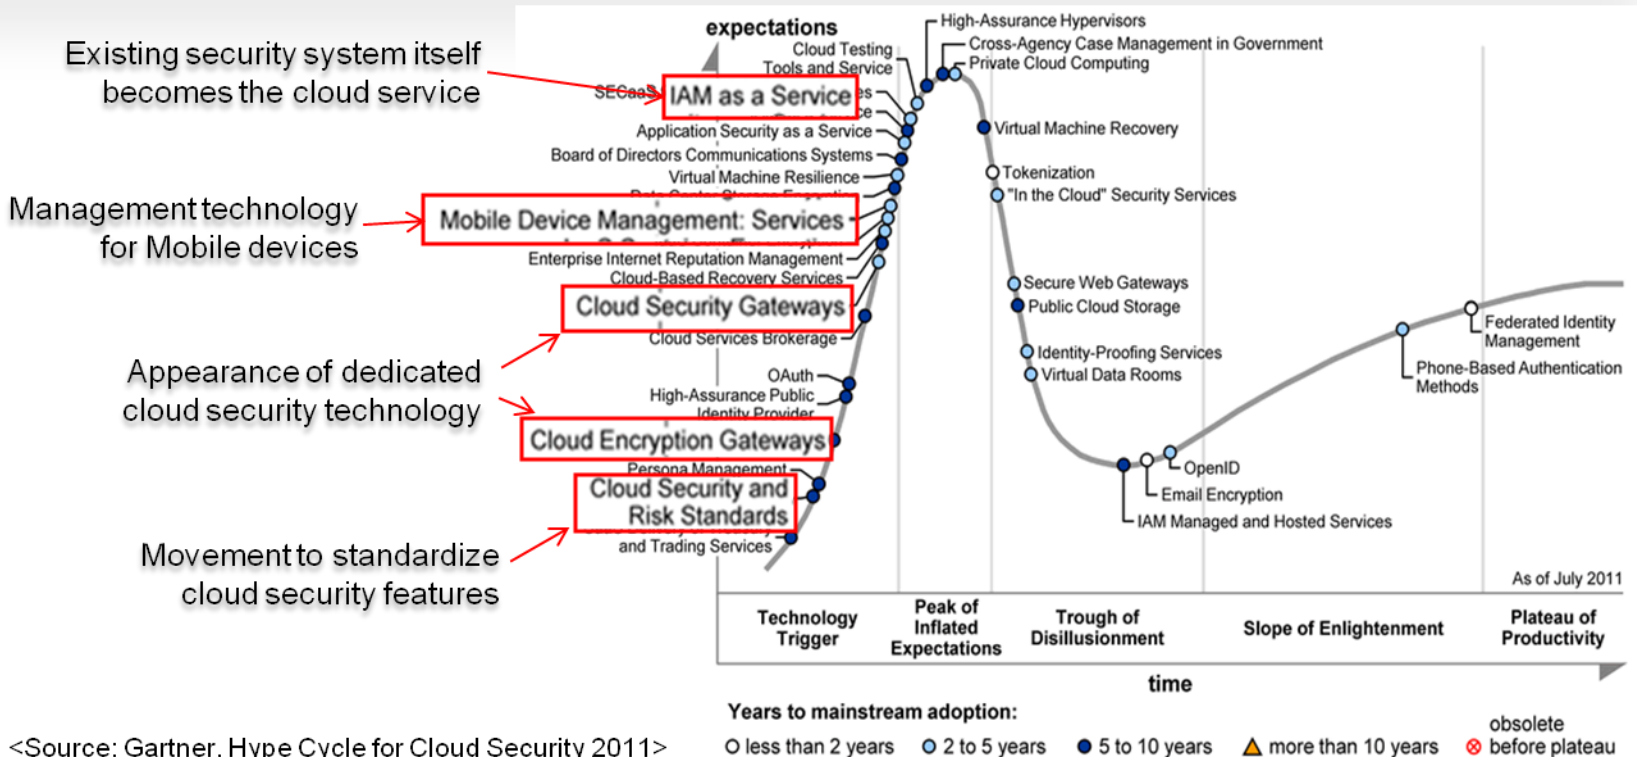 expectations
Existing security system itself
becomes the cloud service
Management technology
for Mobile devices
Appearance of dedicated
cloud security technology
Movement to standardize
cloud security features
Cloud Testing
Tools and Service
SECaaS
IAM as a Service
Application Security as a Service
Board of Directors Communications Systems
Virtual Machine Resilience
Mobile Device Management: Services
Enterprise Internet Reputation Management
Cloud-Based Recovery Services
Cloud Security Gateways
Cloud Services Brokerage
OAuth
High-Assurance Public
Identity Provider
Cloud Encryption Gateways
Persona Management
Cloud Security and
Risk Standards
and Trading Services
High-Assurance Hypervisors
Cross-Agency Case Management in Government
Private Cloud Computing
Virtual Machine Recovery
Tokenization
"In the Cloud" Security Services
Secure Web Gateways
Public Cloud Storage
Identity-Proofing Services
Virtual Data Rooms
OpenID
Email Encryption
IAM Managed and Hosted Services
Federated Identity
Management
Phone-Based Authentication
Methods
As of July 2011
Technology
Trigger
Peak of
Inflated
Expectations
Trough of
Disillusionment
Slope of Enlightenment
Plateau of
Productivity
time
Years to mainstream adoption:
less than 2 years
2 to 5 years
5 to 10 years
more than 10 years
obsolete
before plateau
<Source: Gartner, Hype Cycle for Cloud Security 2011>